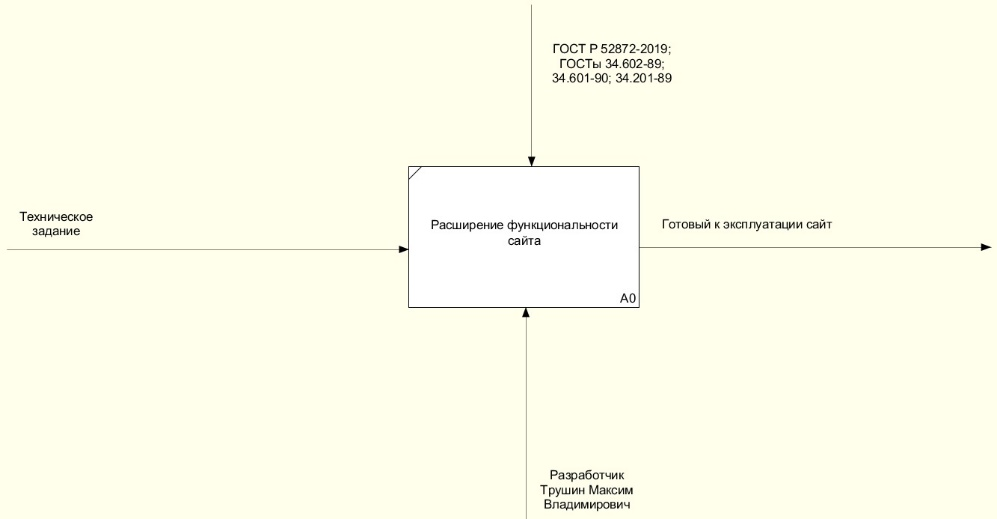 ГОСТ Р 52872-2019;
ГОСТы 34.602-89;
34.601-90; 34.201-89
Техническое
задание
Расширение функциональности
сайта
A0
Готовый к эксплуатации сайт
Разработчик
Трушин Максим
Владимирович